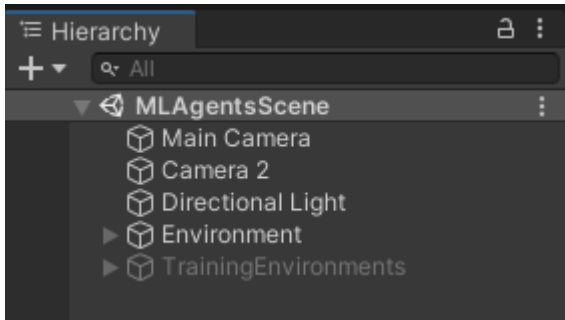 Hierarchy
All
MLAgentsScene
Main Camera
Camera 2
Directional Light
Environment
TrainingEnvironments